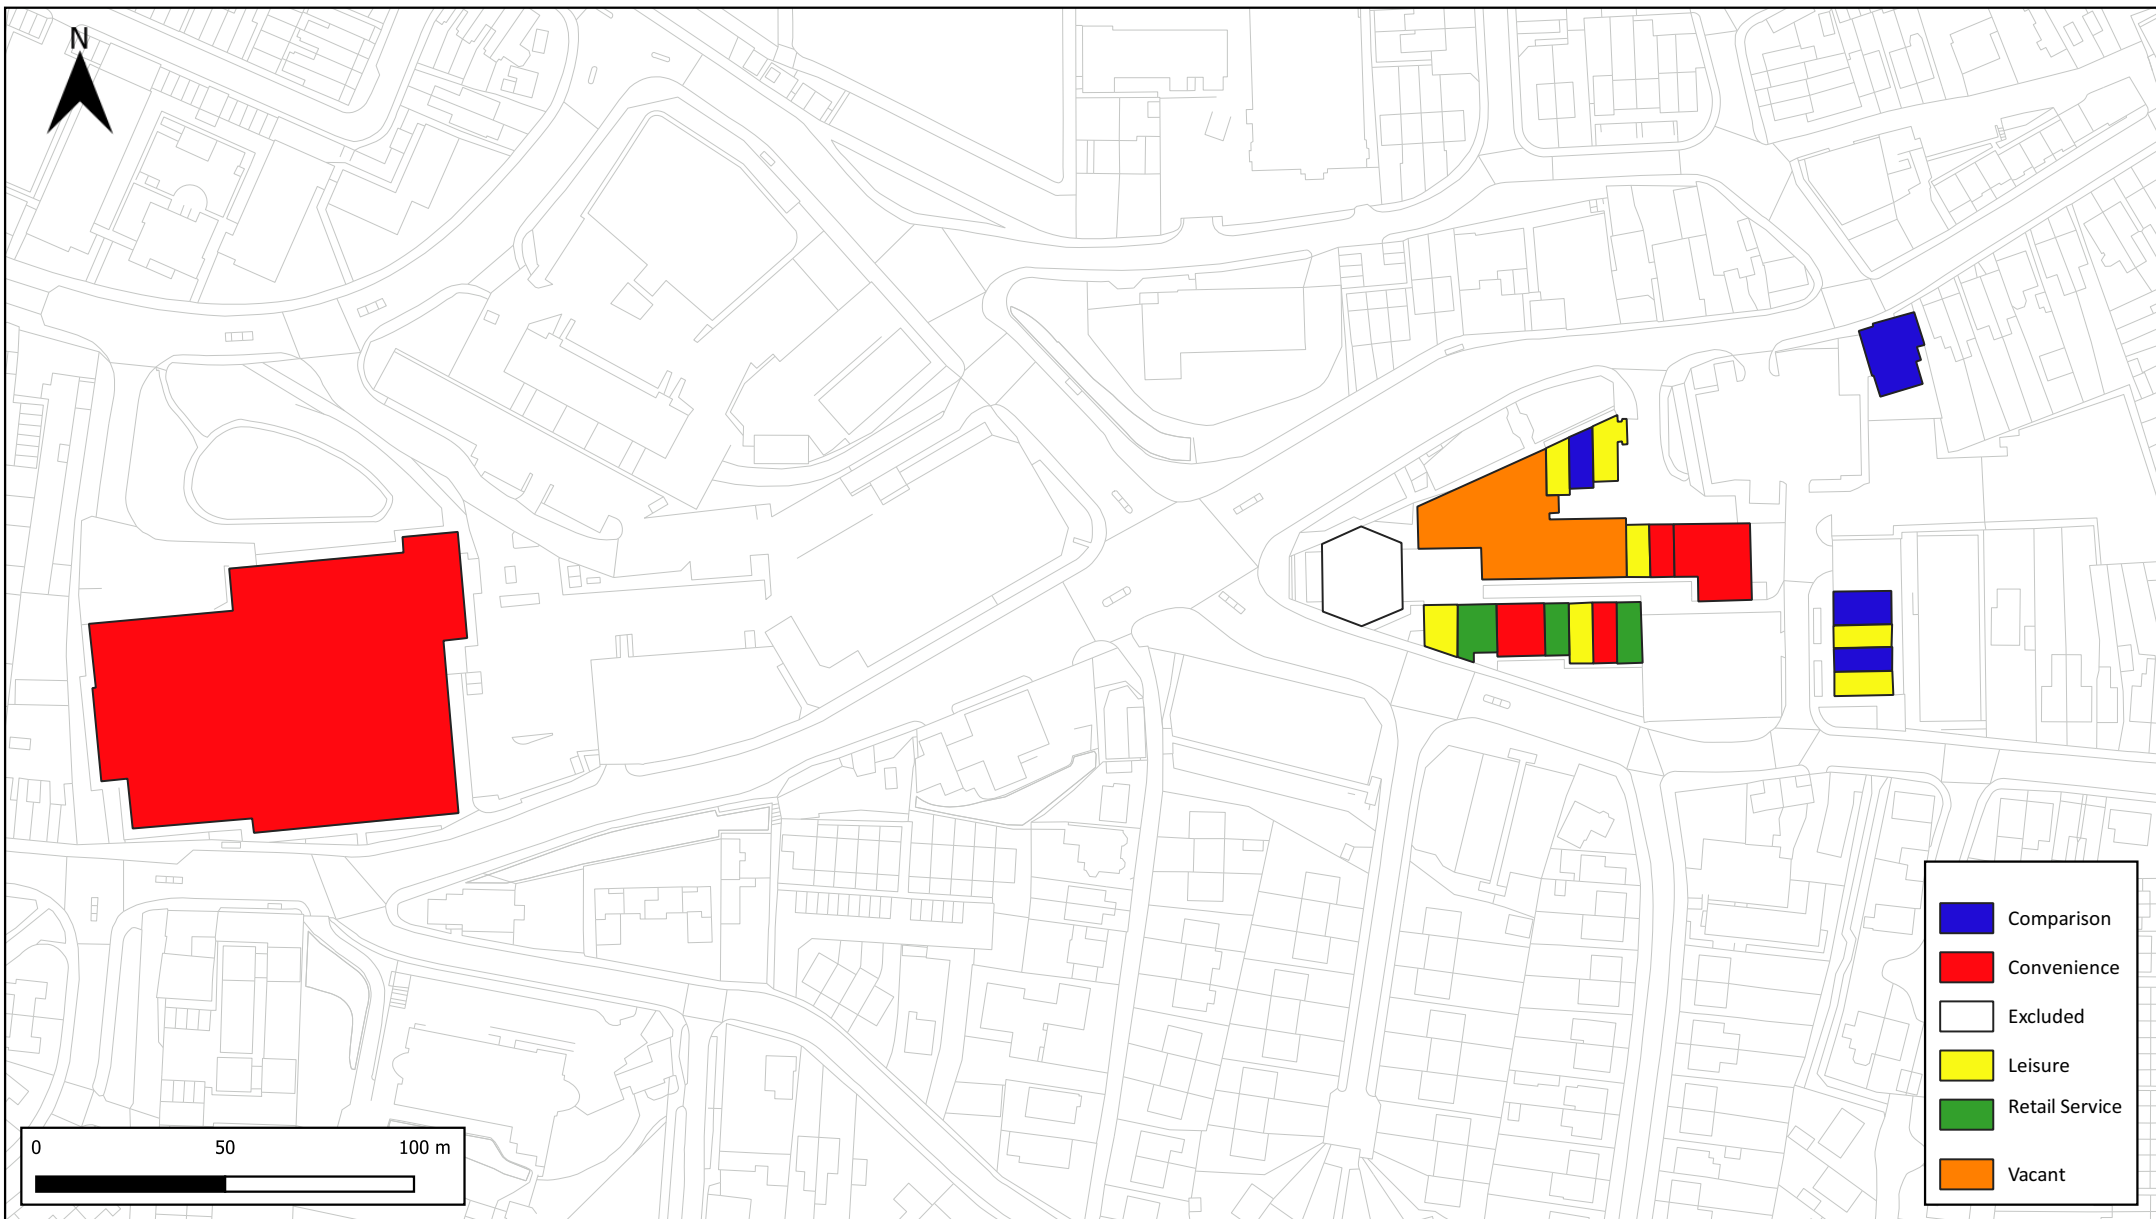 N
Comparison
Convenience
Excluded
Leisure
Retail Service
Vacant
0 50 100 m